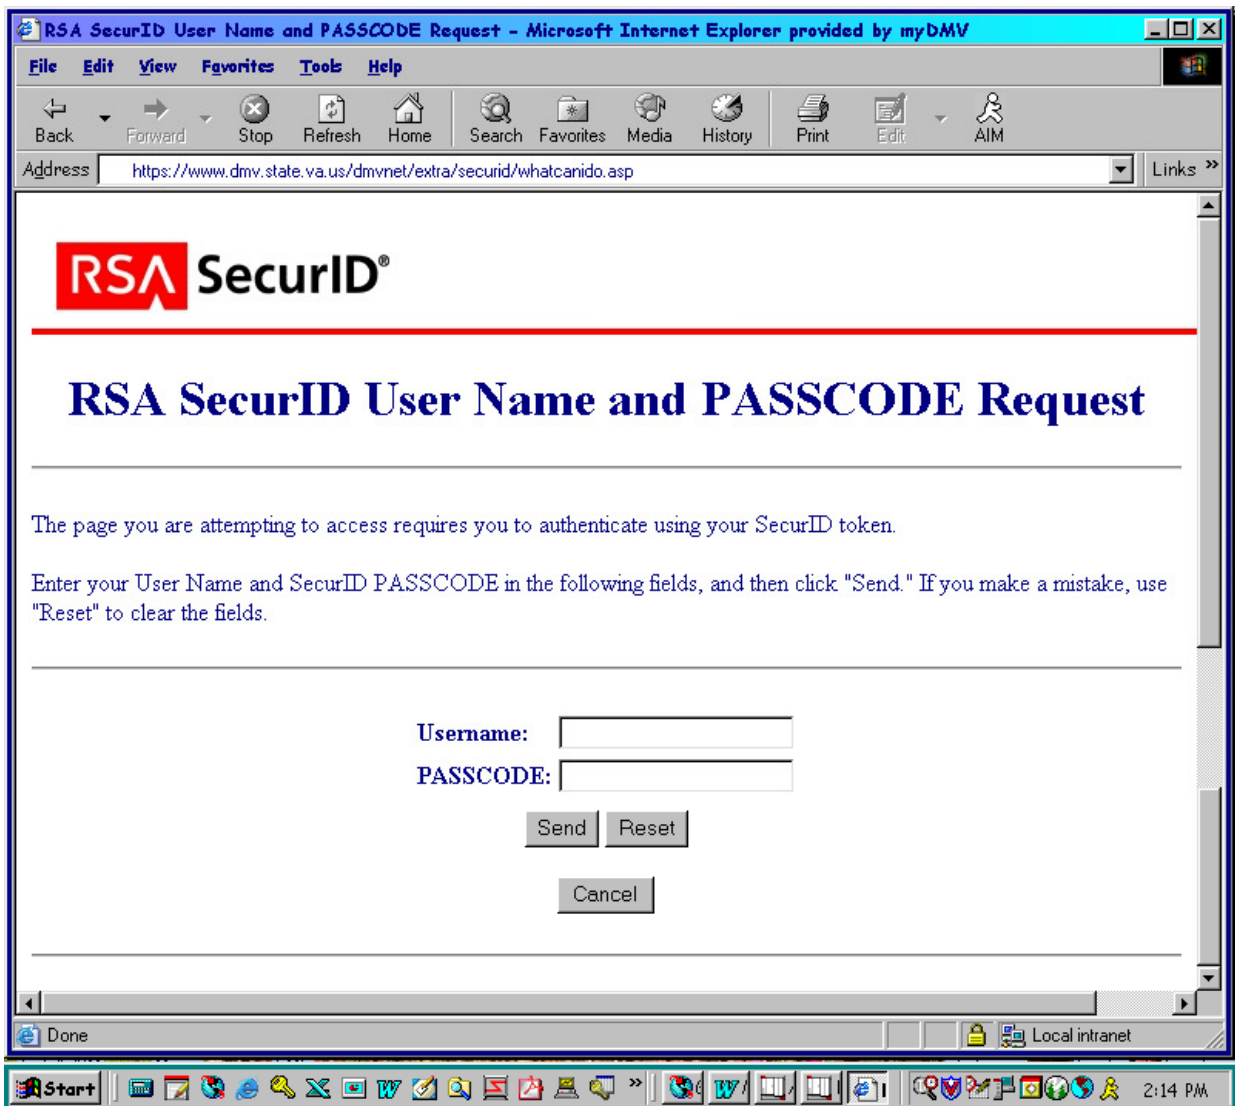 RSA SecurID User Name and PASSCODE Request - Microsoft Internet Explorer provided by myDMV
File Edit View Favorites Tools Help
Back Forward Stop Refresh Home Search Favorites Media History Print Edit AIM
Address https://www.dmv.state.va.us/dmvnet/extra/securid/whatcanido.asp Links »
RSA SecurID®
RSA SecurID User Name and PASSCODE Request
The page you are attempting to access requires you to authenticate using your SecurID token.
Enter your User Name and SecurID PASSCODE in the following fields, and then click "Send." If you make a mistake, use
"Reset" to clear the fields.
Username:
PASSCODE:
Send Reset
Cancel
Done Local intranet
Start » 2:14 PM